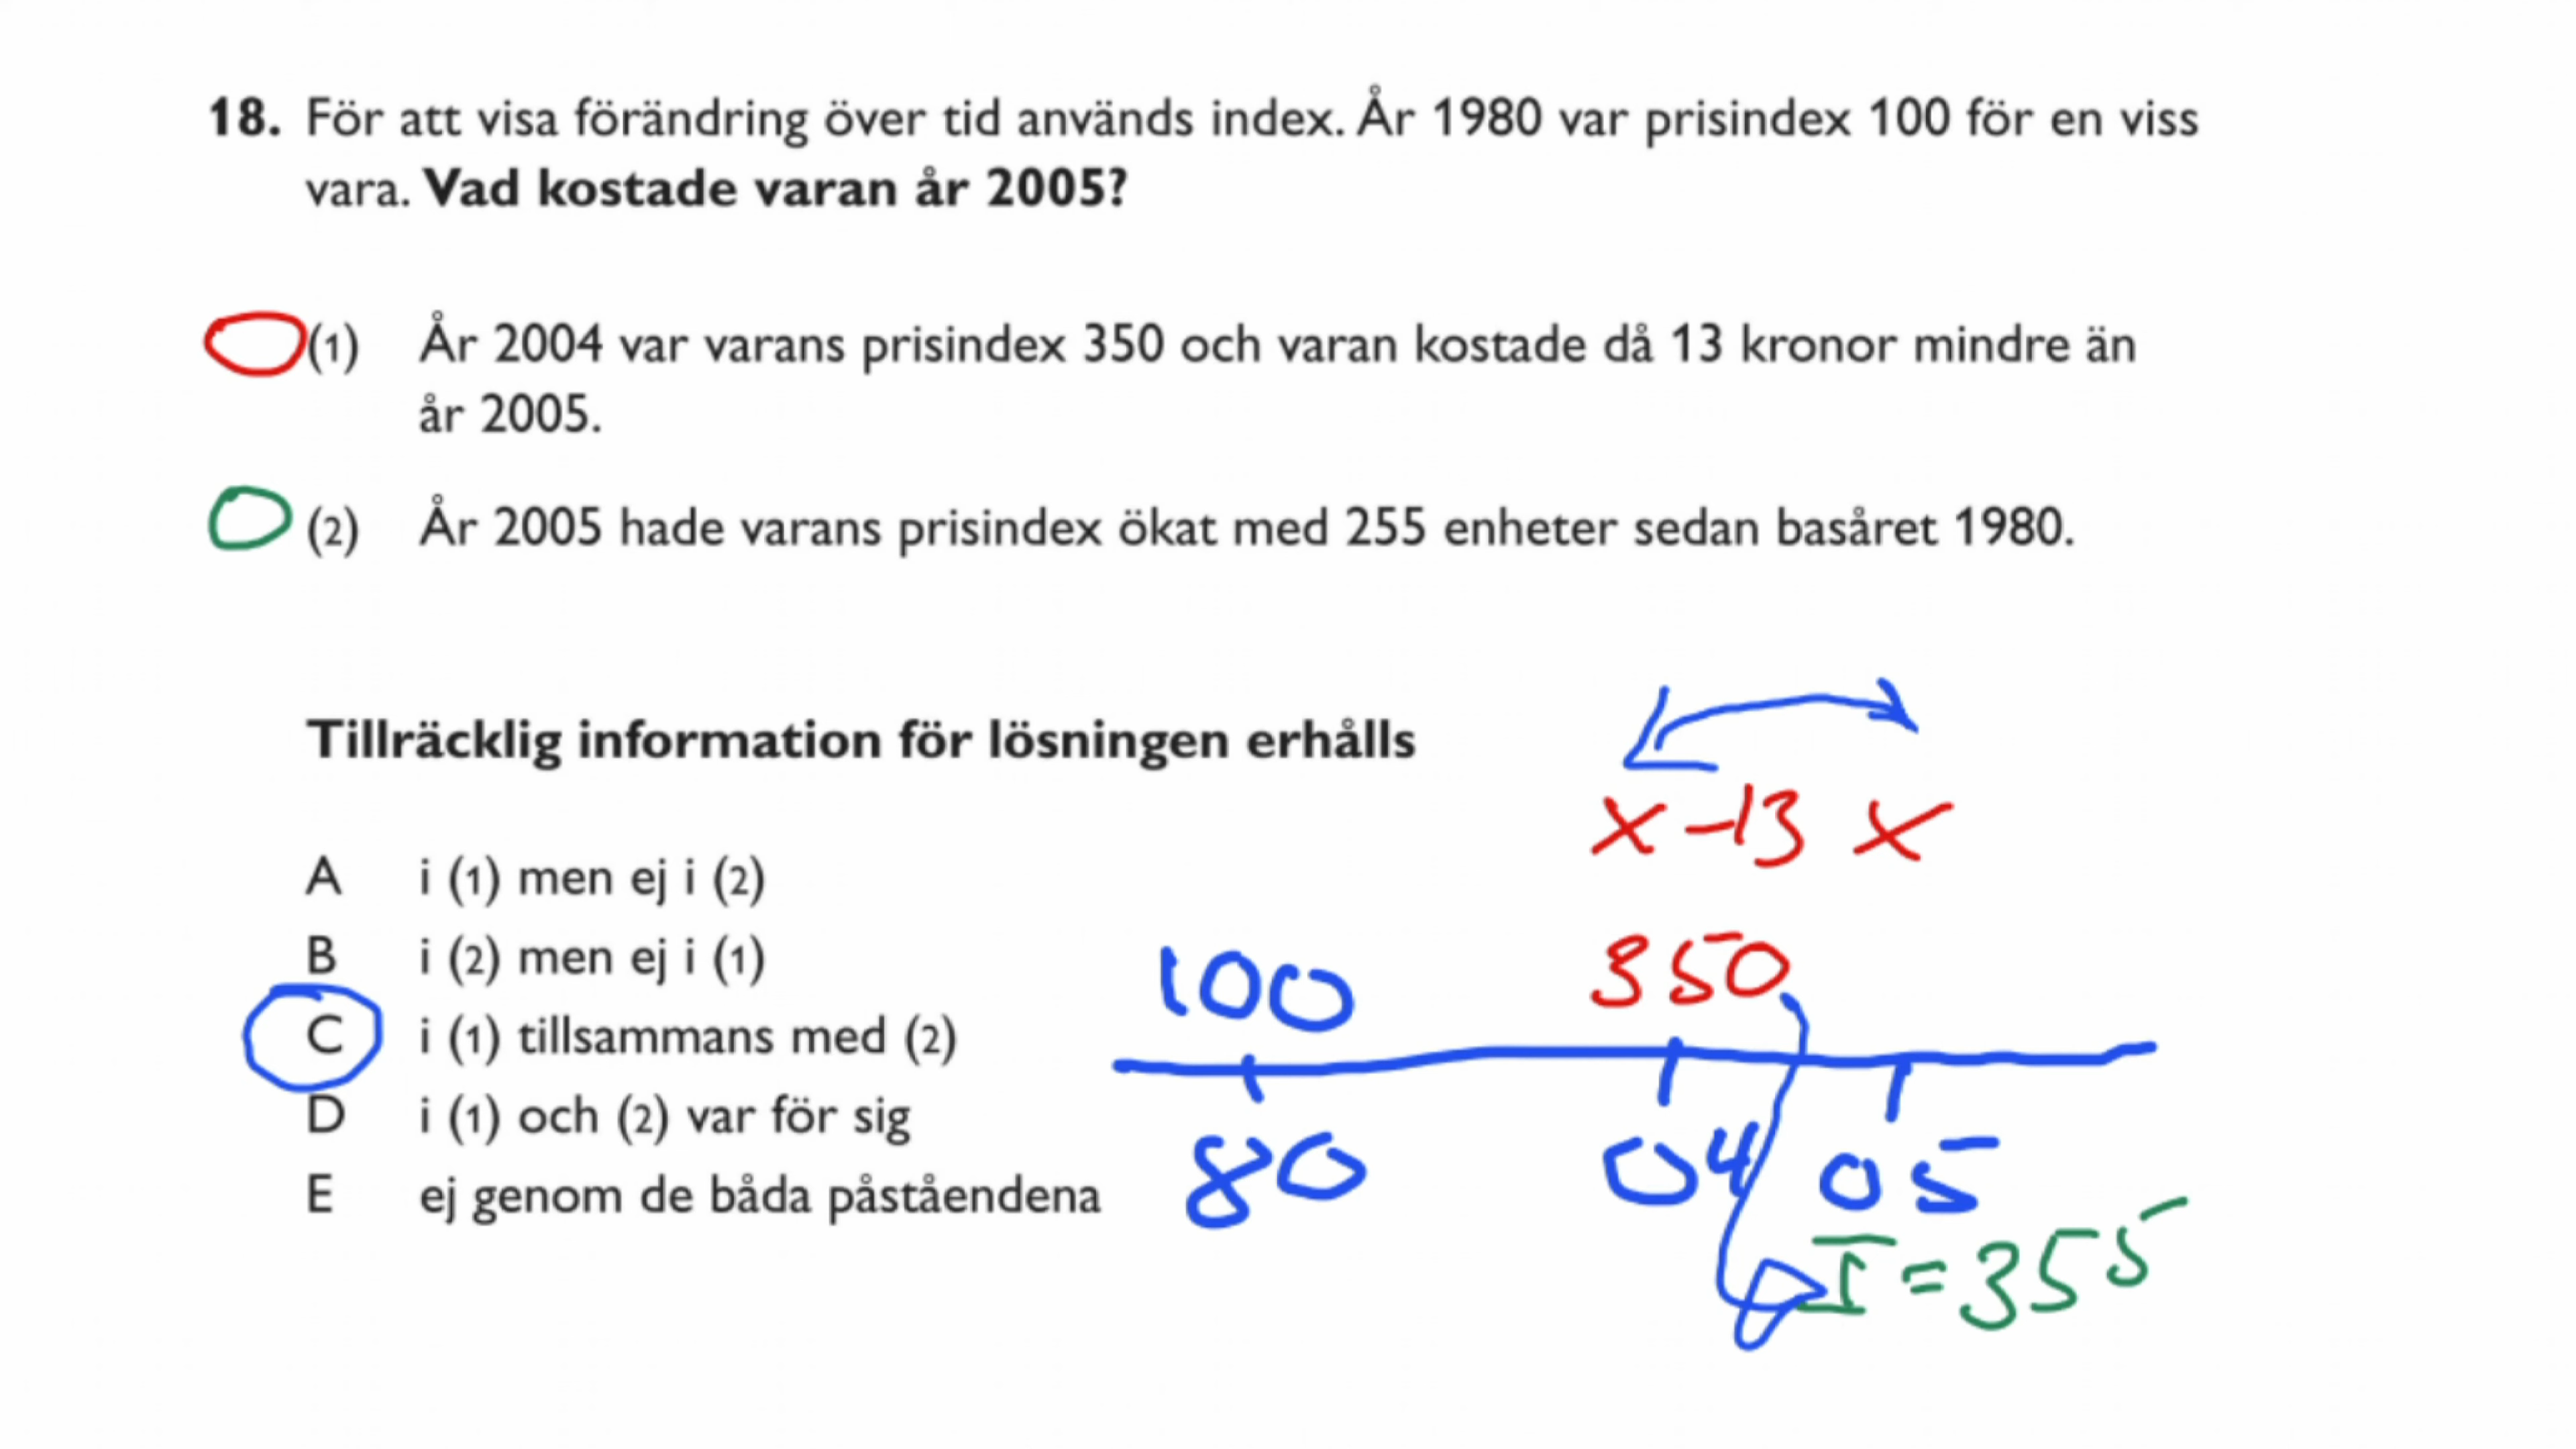 18. För att visa förändring över tid används index. År 1980 var prisindex 100 för en viss
vara. Vad kostade varan år 2005?
(1) År 2004 var varans prisindex 350 och varan kostade då 13 kronor mindre än
år 2005.
(2) År 2005 hade varans prisindex ökat med 255 enheter sedan basåret 1980.
Tillräcklig information för lösningen erhålls
A i (1) men ej i (2)
B i (2) men ej i (1)
C i (1) tillsammans med (2)
D i (1) och (2) var för sig
E ej genom de båda påståendena
x-13 x
100 350
80 04 05
I=355